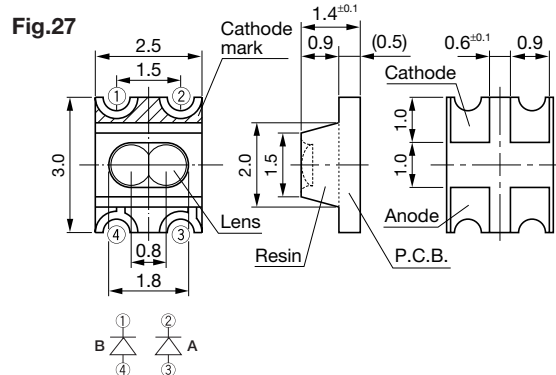 Fig.27
2.5
1.5
Cathode
mark
① ②
3.0
Lens
④ ③
0.8
1.8
1.4±0.1
0.9 (0.5)
2.0
1.5
Resin
P.C.B.
0.6±0.1 0.9
Cathode
1.0
1.0
Anode
① ②
B A
④ ③